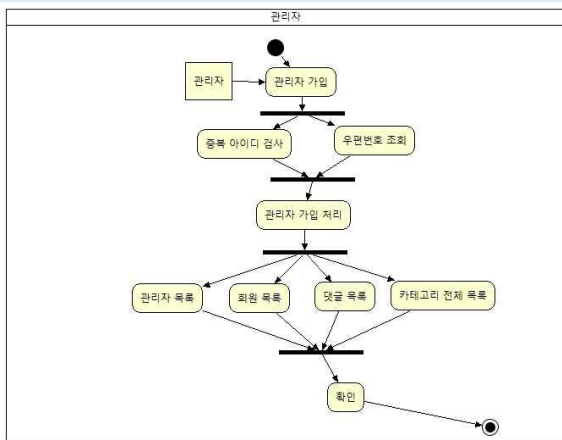 관리자
관리자
관리자 가입
중복 아이디 검사
우편번호 조회
관리자 가입 처리
관리자 목록
회원 목록
댓글 목록
카테고리 전체 목록
확인